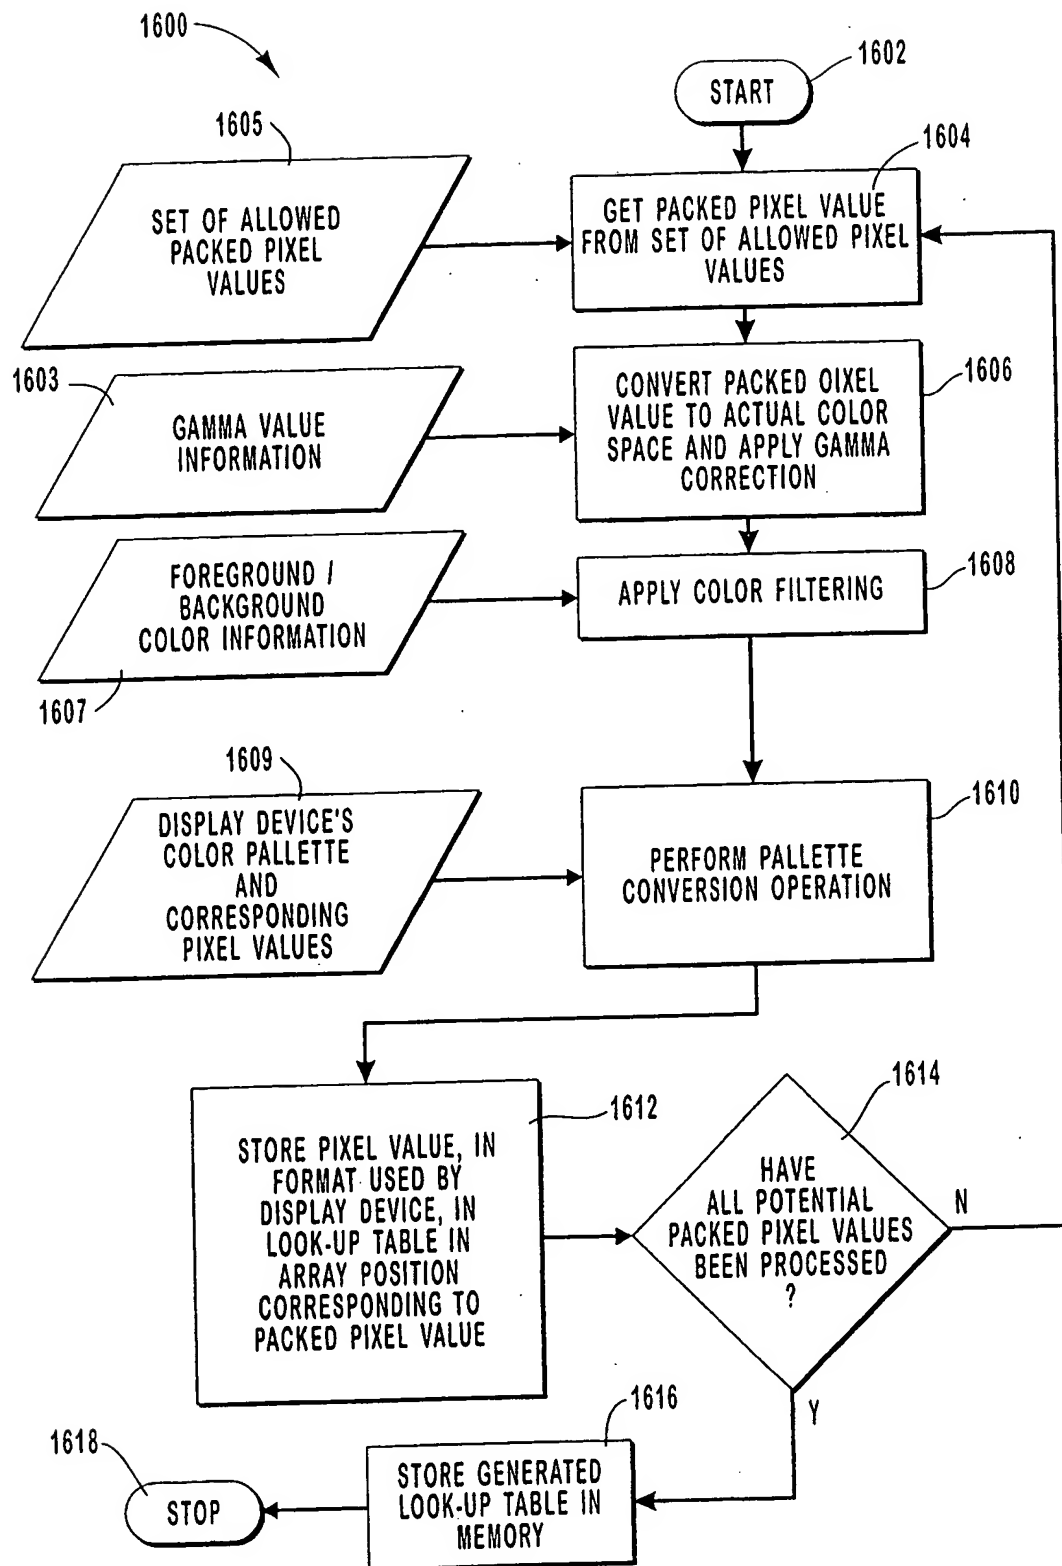 1600
1602
START
1605
1604
SET OF ALLOWED
PACKED PIXEL
VALUES
GET PACKED PIXEL VALUE
FROM SET OF ALLOWED PIXEL
VALUES
1603
GAMMA VALUE
INFORMATION
1606
CONVERT PACKED OIXEL
VALUE TO ACTUAL COLOR
SPACE AND APPLY GAMMA
CORRECTION
FOREGROUND /
BACKGROUND
COLOR INFORMATION
1607
1608
APPLY COLOR FILTERING
1609
DISPLAY DEVICE'S
COLOR PALLETTE
AND
CORRESPONDING
PIXEL VALUES
1610
PERFORM PALLETTE
CONVERSION OPERATION
1612
STORE PIXEL VALUE, IN
FORMAT USED BY
DISPLAY DEVICE, IN
LOOK-UP TABLE IN
ARRAY POSITION
CORRESPONDING TO
PACKED PIXEL VALUE
1614
HAVE
ALL POTENTIAL
PACKED PIXEL VALUES
BEEN PROCESSED
?
N
Y
1616
STORE GENERATED
LOOK-UP TABLE IN
MEMORY
1618
STOP